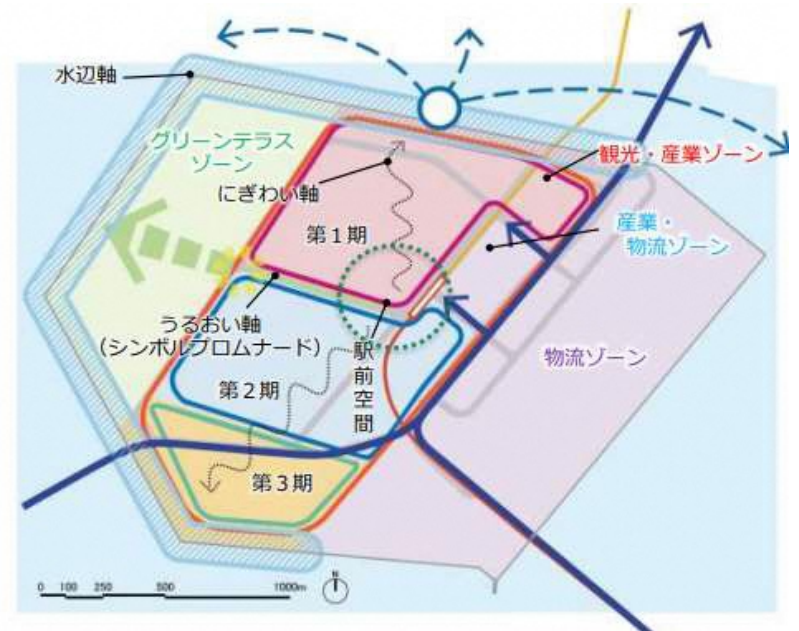 水辺軸
グリーンテラス
ゾーン
にぎわい軸
観光・産業ゾーン
第1期
産業・
物流ゾーン
うるおい軸
（シンボルプロムナード）
駅前空間
物流ゾーン
第2期
第3期
0 100 250 500 1000m
N